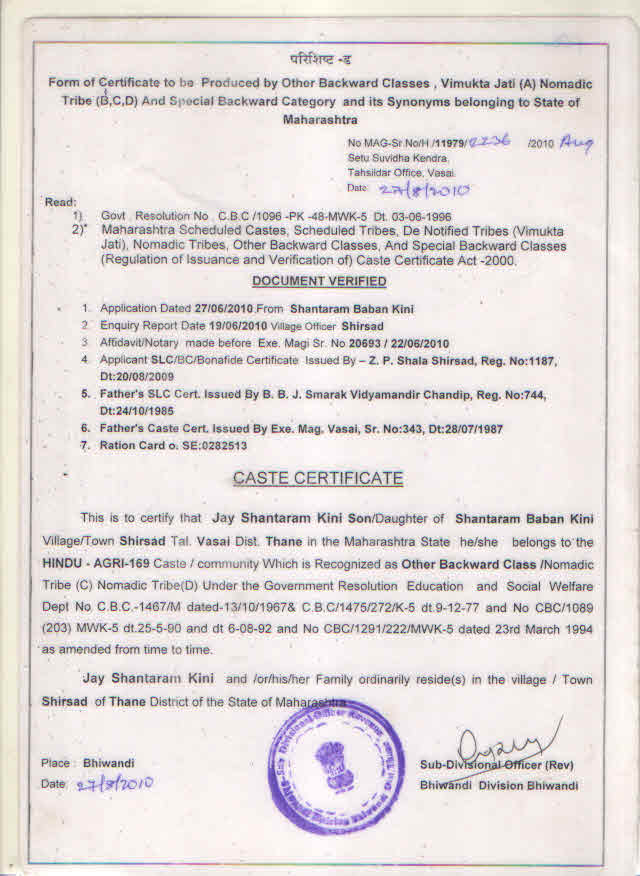 परिशिष्ट -ड
Form of Certificate to be Produced by Other Backward Classes , Vimukta Jati (A) Nomadic
Tribe (B,C,D) And Special Backward Category and its Synonyms belonging to State of
Maharashtra
No MAG-Sr.No/H /11979/2236 /2010 Aug
Setu Suvidha Kendra,
Tahsildar Office, Vasai.
Date: 27/8/2010
Read:
1) Govt . Resolution No . C.B.C /1096 -PK -48-MWK-5 Dt. 03-06-1996
2)* Maharashtra Scheduled Castes, Scheduled Tribes, De Notified Tribes (Vimukta
Jati), Nomadic Tribes, Other Backward Classes, And Special Backward Classes
(Regulation of Issuance and Verification of) Caste Certificate Act -2000.
DOCUMENT VERIFIED
1. Application Dated 27/06/2010 From Shantaram Baban Kini
2 Enquiry Report Date 19/06/2010 Village Officer Shirsad
3. Affidavit/Notary made before Exe. Magi Sr. No 20693 / 22/06/2010
4. Applicant SLC/BC/Bonafide Certificate Issued By – Z. P. Shala Shirsad, Reg. No:1187,
Dt:20/08/2009
5. Father's SLC Cert. Issued By B. B. J. Smarak Vidyamandir Chandip, Reg. No:744,
Dt:24/10/1985
6. Father's Caste Cert. Issued By Exe. Mag, Vasai, Sr. No:343, Dt:28/07/1987
7. Ration Card o. SE:0282513
CASTE CERTIFICATE
This is to certify that Jay Shantaram Kini Son/Daughter of Shantaram Baban Kini
Village/Town Shirsad Tal. Vasai Dist. Thane in the Maharashtra State he/she belongs to the
HINDU - AGRI-169 Caste / community Which is Recognized as Other Backward Class /Nomadic
Tribe (C) Nomadic Tribe(D) Under the Government Resolution Education and Social Welfare
Dept No C.B.C.-1467/M dated-13/10/1967& C.B.C/1475/272/K-5 dt.9-12-77 and No CBC/1089
(203) MWK-5 dt.25-5-90 and dt 6-08-92 and No CBC/1291/222/MWK-5 dated 23rd March 1994
as amended from time to time.
Jay Shantaram Kini and /or/his/her Family ordinarily reside(s) in the village / Town
Shirsad of Thane District of the State of Maharashtra
Sub Divisional Officer
Place : Bhiwandi
Date: 27/8/2010
Sub-Divisional Officer (Rev)
Bhiwandi Division Bhiwandi